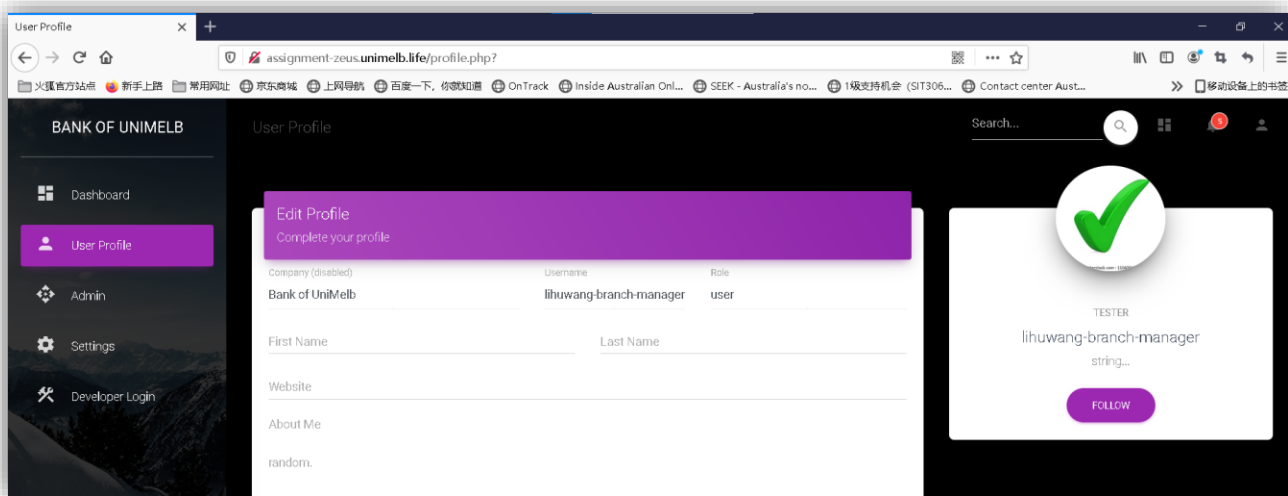 User Profile
assignment-zeus.unimelb.life/profile.php?
火狐官方站点 新手上路 常用网址 京东商城 上网导航 百度一下，你就知道 OnTrack Inside Australian Onl... SEEK - Australia's no... 1级支持机会 (SIT306... Contact center Aust... 移动设备上的书签
BANK OF UNIMELB
User Profile
Search...
5
Dashboard
User Profile
Admin
Settings
Developer Login
Edit Profile
Complete your profile
Company (disabled) Username Role
Bank of UniMelb lihuwang-branch-manager user
First Name Last Name
Website
About Me
random.
TESTER
lihuwang-branch-manager
string...
FOLLOW